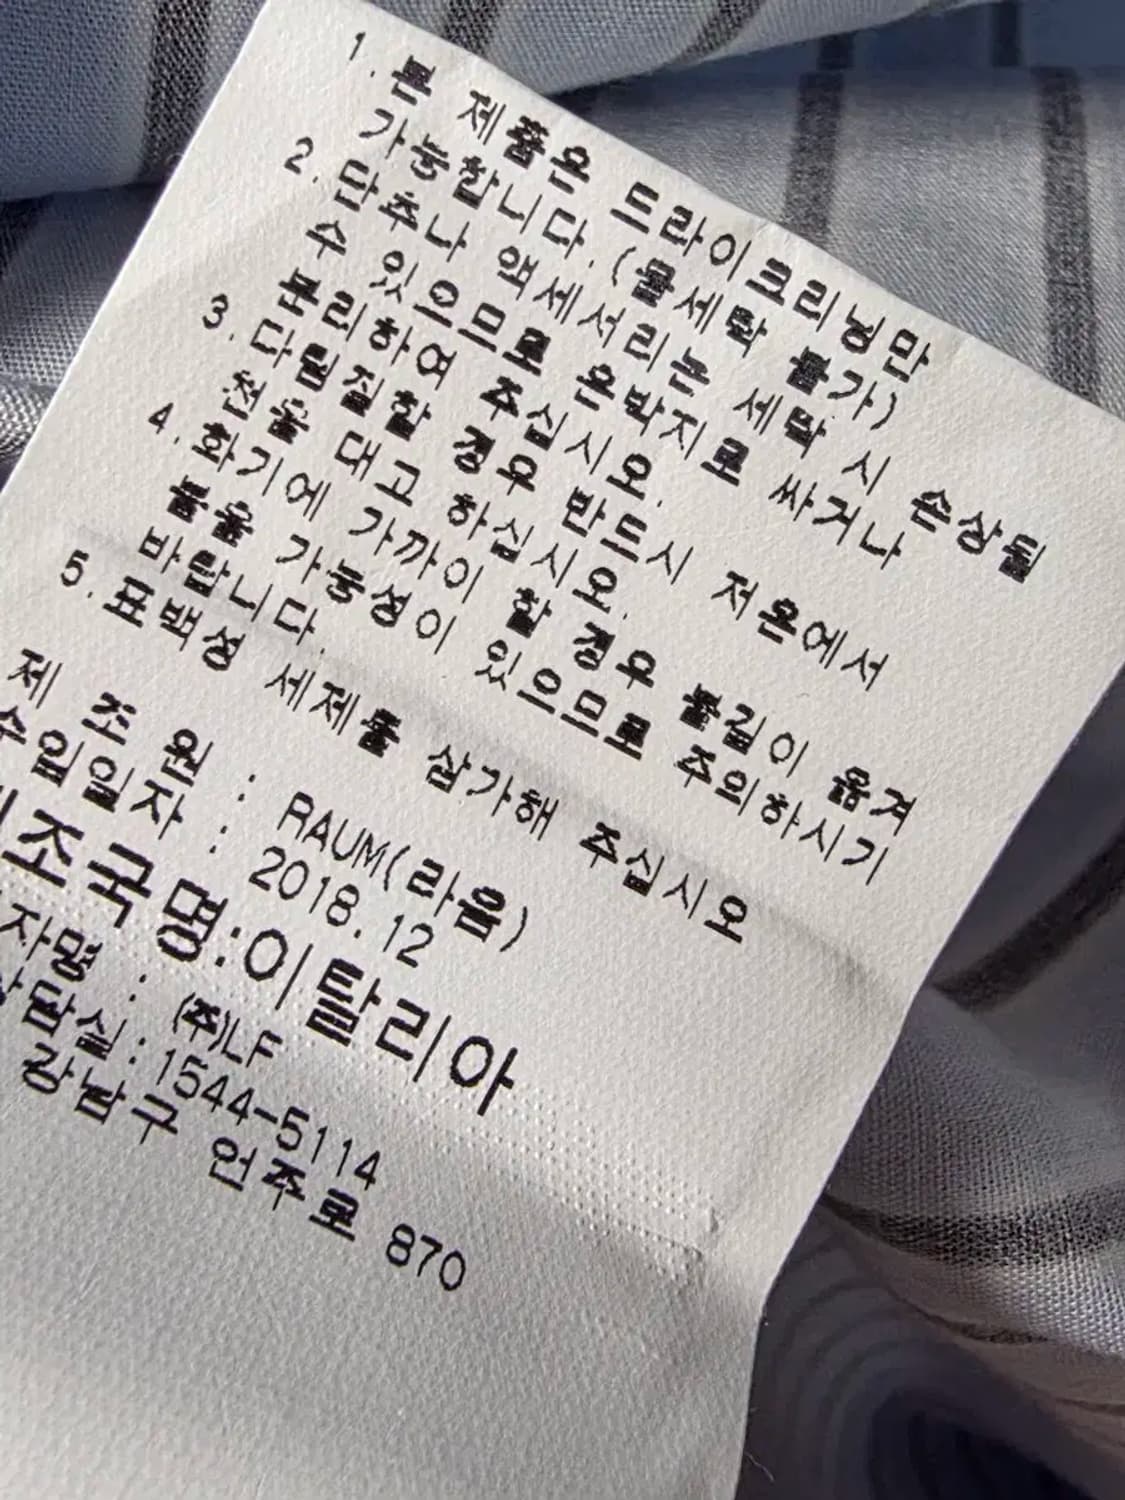 1. 본 제품은 드라이크리닝만
가능합니다.(물세탁 불가)
2. 단추나 액세서리는 세탁 시 손상될
수 있으므로 은박지로 싸거나
분리하여 주십시오.
3. 다림질할 경우 반드시 저온에서
천을 대고 하십시오.
4. 화기에 가까이 할 경우 불길이 옮겨
붙을 가능성이 있으므로 주의하시기
바랍니다.
5. 표백성 세제를 삼가해 주십시오
제 조 원 : RAUM(라움)
수입일자 : 2018.12
제조국명:이탈리아
자명 : (주)LF
상담실:1544-5114
강남구 언주로 870